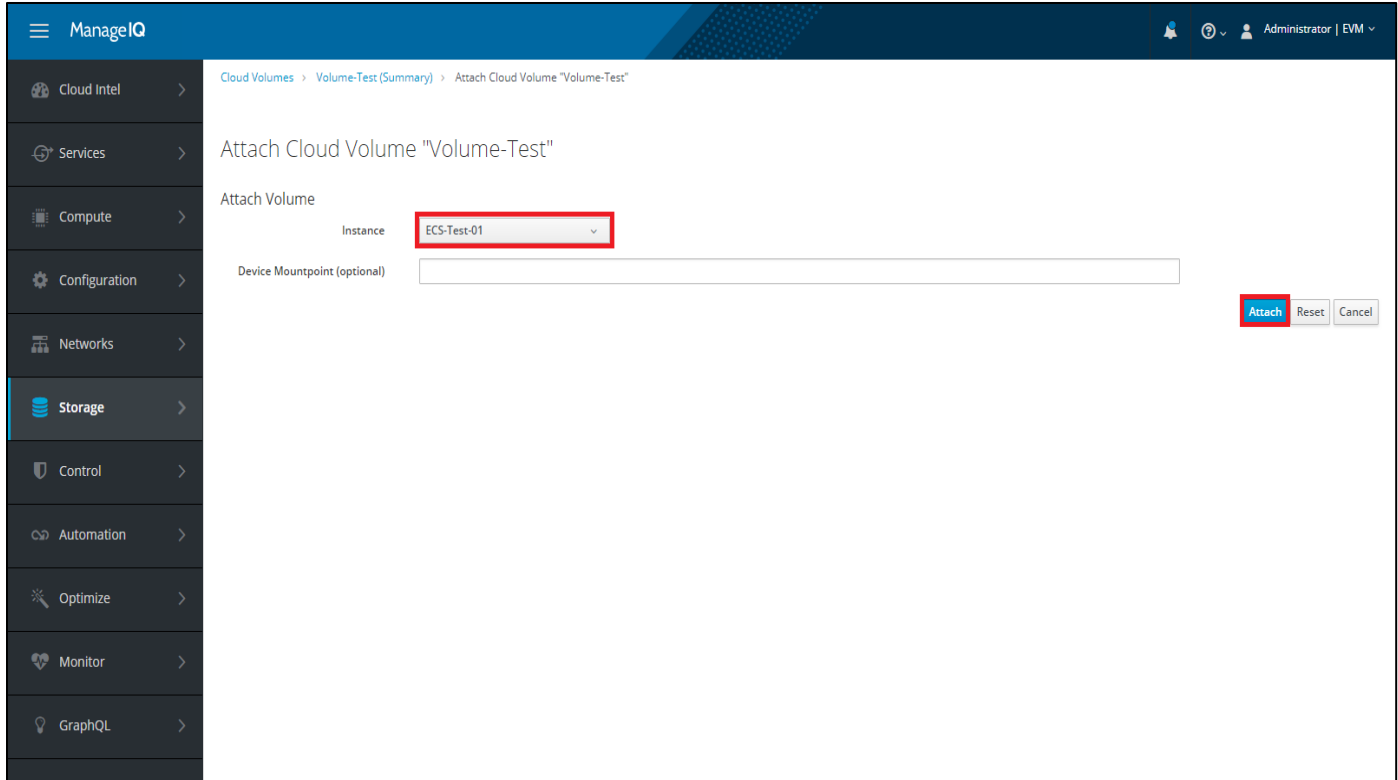 ManageIQ
Administrator | EVM
Cloud Intel
Services
Compute
Configuration
Networks
Storage
Control
Automation
Optimize
Monitor
GraphQL
Cloud Volumes > Volume-Test (Summary) > Attach Cloud Volume "Volume-Test"
Attach Cloud Volume "Volume-Test"
Attach Volume
Instance ECS-Test-01
Device Mountpoint (optional)
Attach Reset Cancel